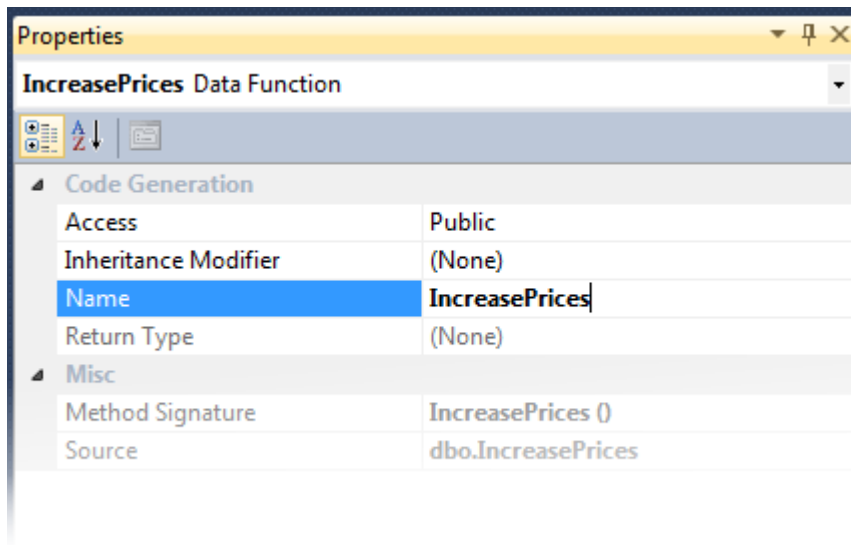 Properties
IncreasePrices Data Function
A
Z
Code Generation
Access Public
Inheritance Modifier (None)
Name IncreasePrices
Return Type (None)
Misc
Method Signature IncreasePrices ()
Source dbo.IncreasePrices